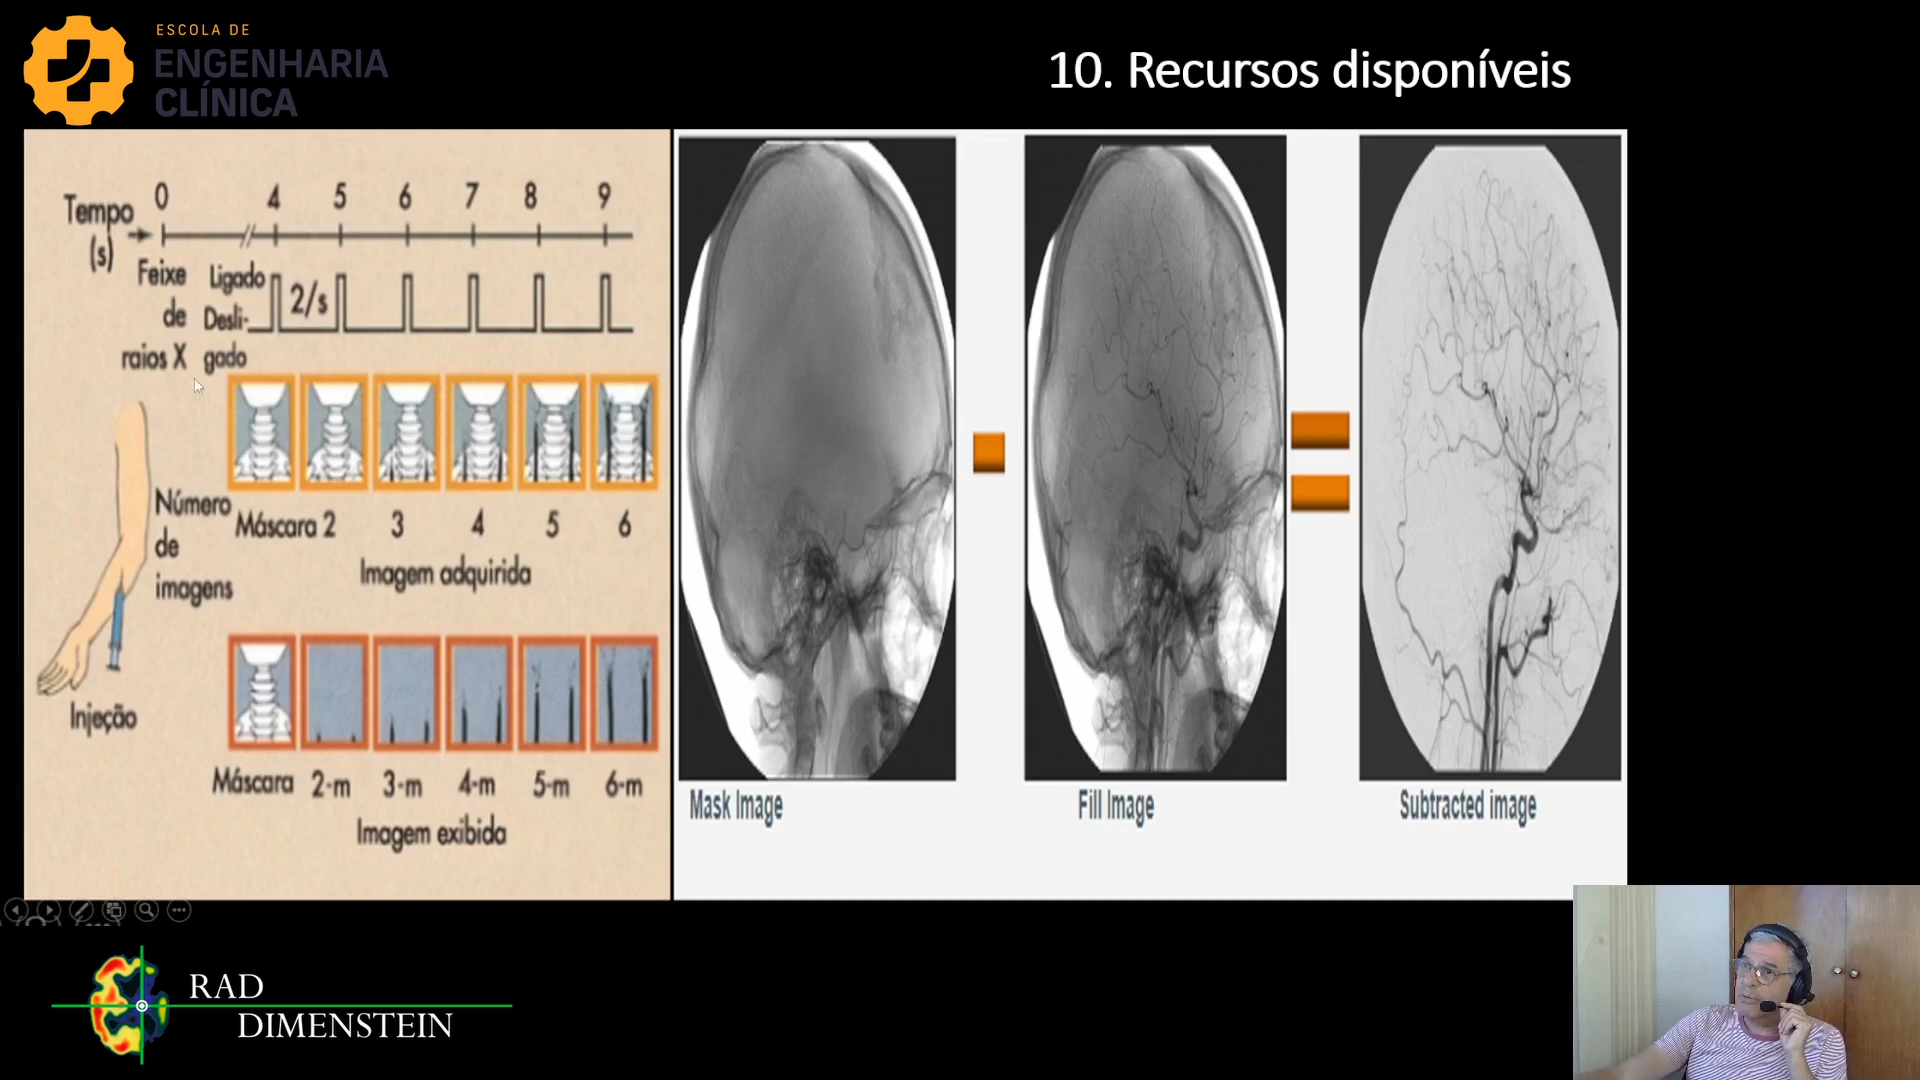 ESCOLA DE
ENGENHARIA
CLÍNICA
10. Recursos disponíveis
Tempo
(s)
0 4 5 6 7 8 9
Feixe
de
raios X
Ligado
Desli-
gado
2/s
Número
de
imagens
Máscara 2 3 4 5 6
Imagem adquirida
Injeção
Máscara 2-m 3-m 4-m 5-m 6-m
Imagem exibida
Mask Image
Fill Image
Subtracted image
RAD
DIMENSTEIN